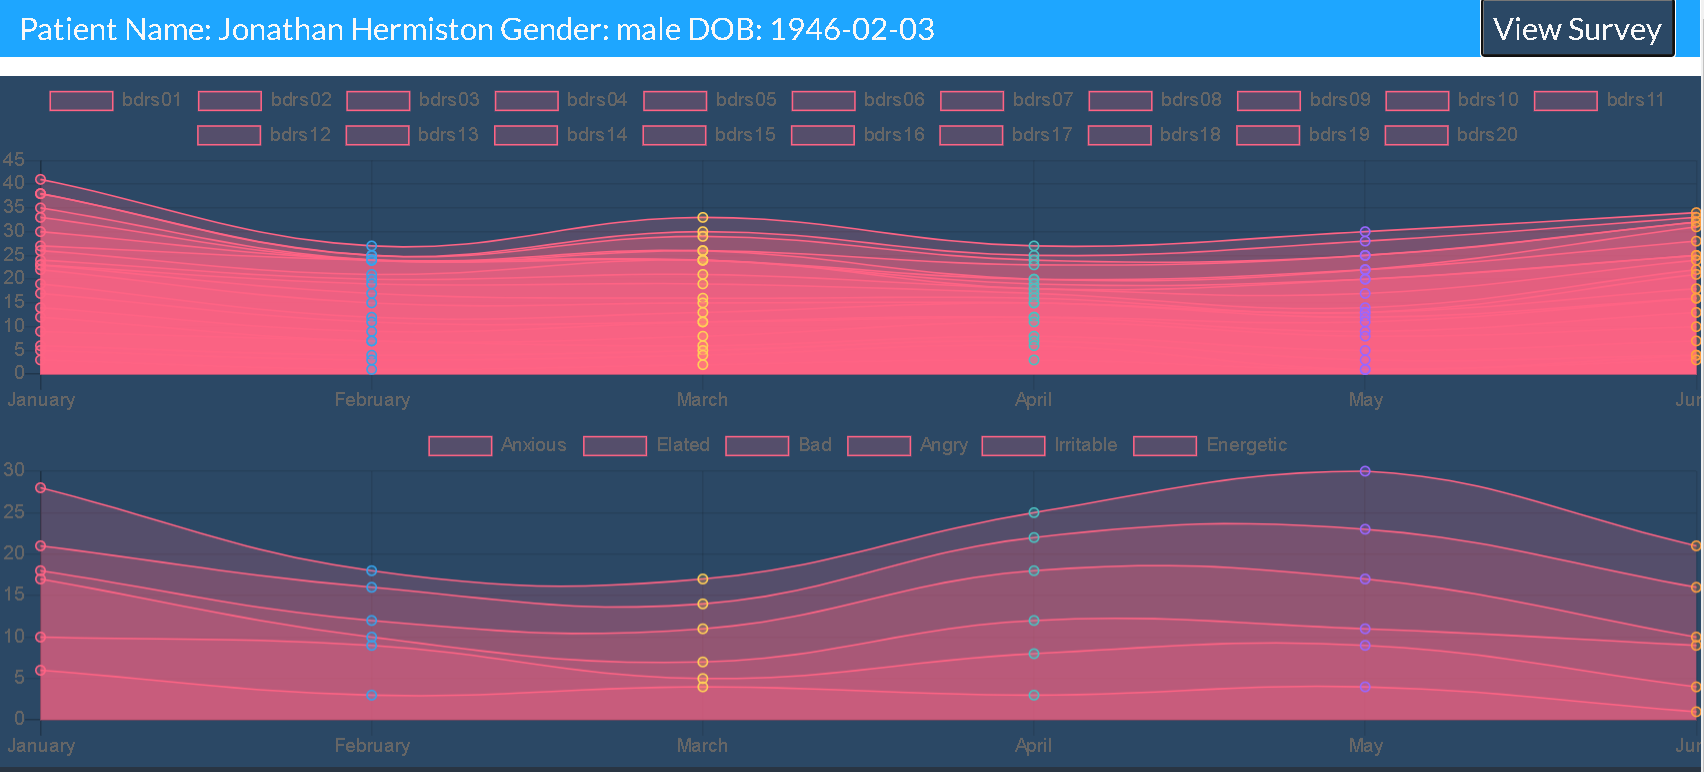 Patient Name: Jonathan Hermiston Gender: male DOB: 1946-02-03 View Survey
bdrs01 bdrs02 bdrs03 bdrs04 bdrs05 bdrs06 bdrs07 bdrs08 bdrs09 bdrs10 bdrs11
bdrs12 bdrs13 bdrs14 bdrs15 bdrs16 bdrs17 bdrs18 bdrs19 bdrs20
45
40
35
30
25
20
15
10
5
0
January February March April May Jun
Anxious Elated Bad Angry Irritable Energetic
30
25
20
15
10
5
0
January February March April May Jun